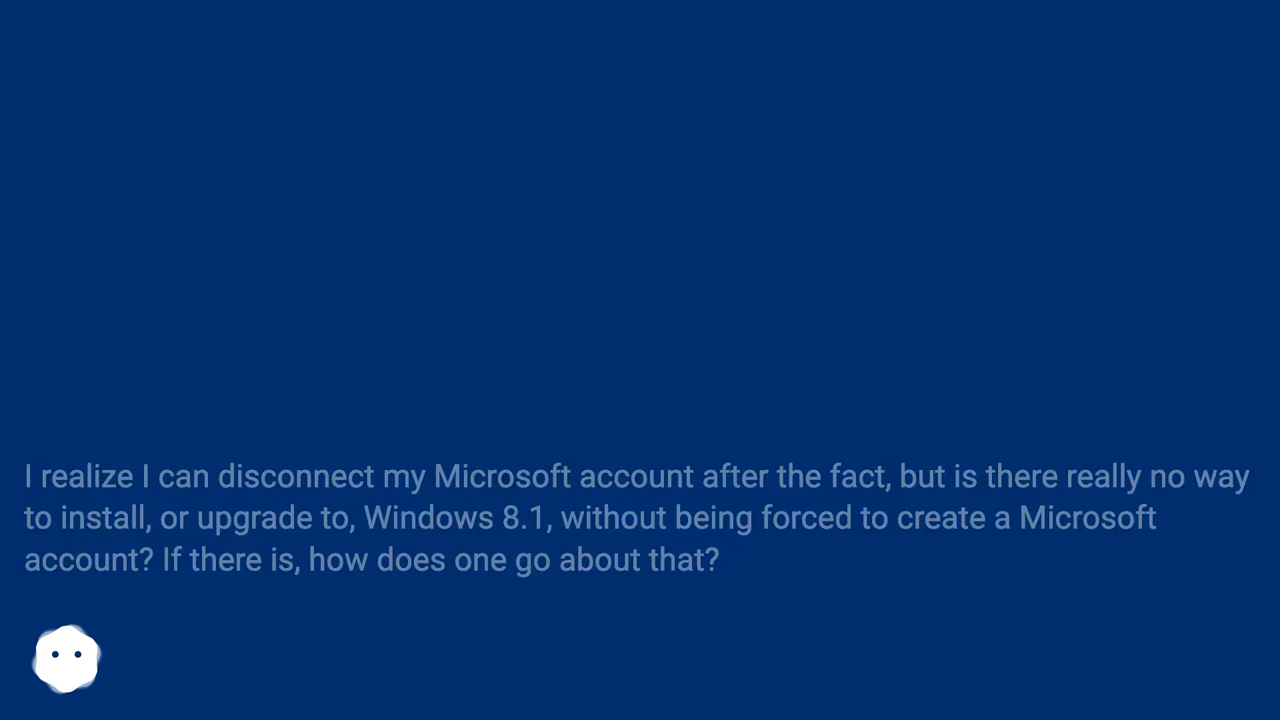 I realize I can disconnect my Microsoft account after the fact, but is there really no way
to install, or upgrade to, Windows 8.1, without being forced to create a Microsoft
account? If there is, how does one go about that?